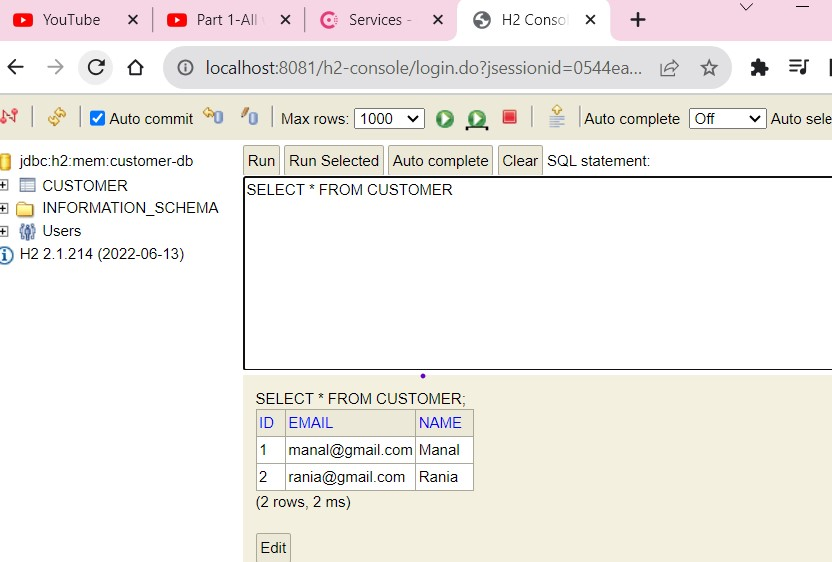 YouTube
Part 1-All
Services -
H2 Conso
localhost:8081/h2-console/login.do?jsessionid=0544ea...
Auto commit
Max rows: 1000
Auto complete Off
Auto sele
jdbc:h2:mem:customer-db
CUSTOMER
INFORMATION_SCHEMA
Users
H2 2.1.214 (2022-06-13)
Run Run Selected Auto complete Clear SQL statement:
SELECT * FROM CUSTOMER
SELECT * FROM CUSTOMER;
ID EMAIL NAME
1 manal@gmail.com Manal
2 rania@gmail.com Rania
(2 rows, 2 ms)
Edit